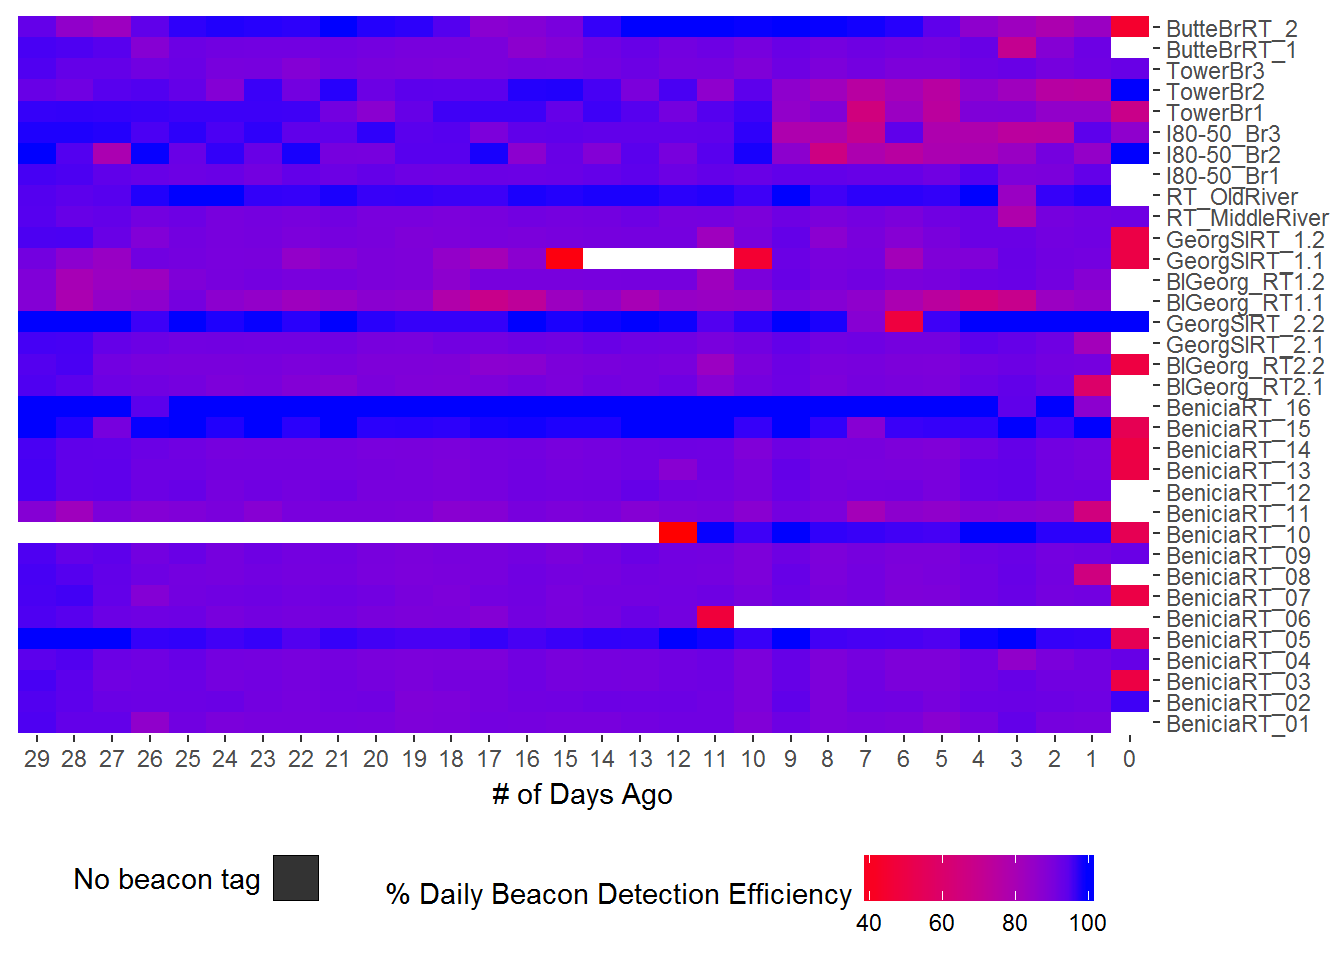 ButteBrRT_2
ButteBrRT_1
TowerBr3
TowerBr2
TowerBr1
I80-50_Br3
I80-50_Br2
I80-50_Br1
RT_OldRiver
RT_MiddleRiver
GeorgSlRT_1.2
GeorgSlRT_1.1
BlGeorg_RT1.2
BlGeorg_RT1.1
GeorgSlRT_2.2
GeorgSlRT_2.1
BlGeorg_RT2.2
BlGeorg_RT2.1
BeniciaRT_16
BeniciaRT_15
BeniciaRT_14
BeniciaRT_13
BeniciaRT_12
BeniciaRT_11
BeniciaRT_10
BeniciaRT_09
BeniciaRT_08
BeniciaRT_07
BeniciaRT_06
BeniciaRT_05
BeniciaRT_04
BeniciaRT_03
BeniciaRT_02
BeniciaRT_01
29 28 27 26 25 24 23 22 21 20 19 18 17 16 15 14 13 12 11 10 9 8 7 6 5 4 3 2 1 0
# of Days Ago
No beacon tag
% Daily Beacon Detection Efficiency
40 60 80 100